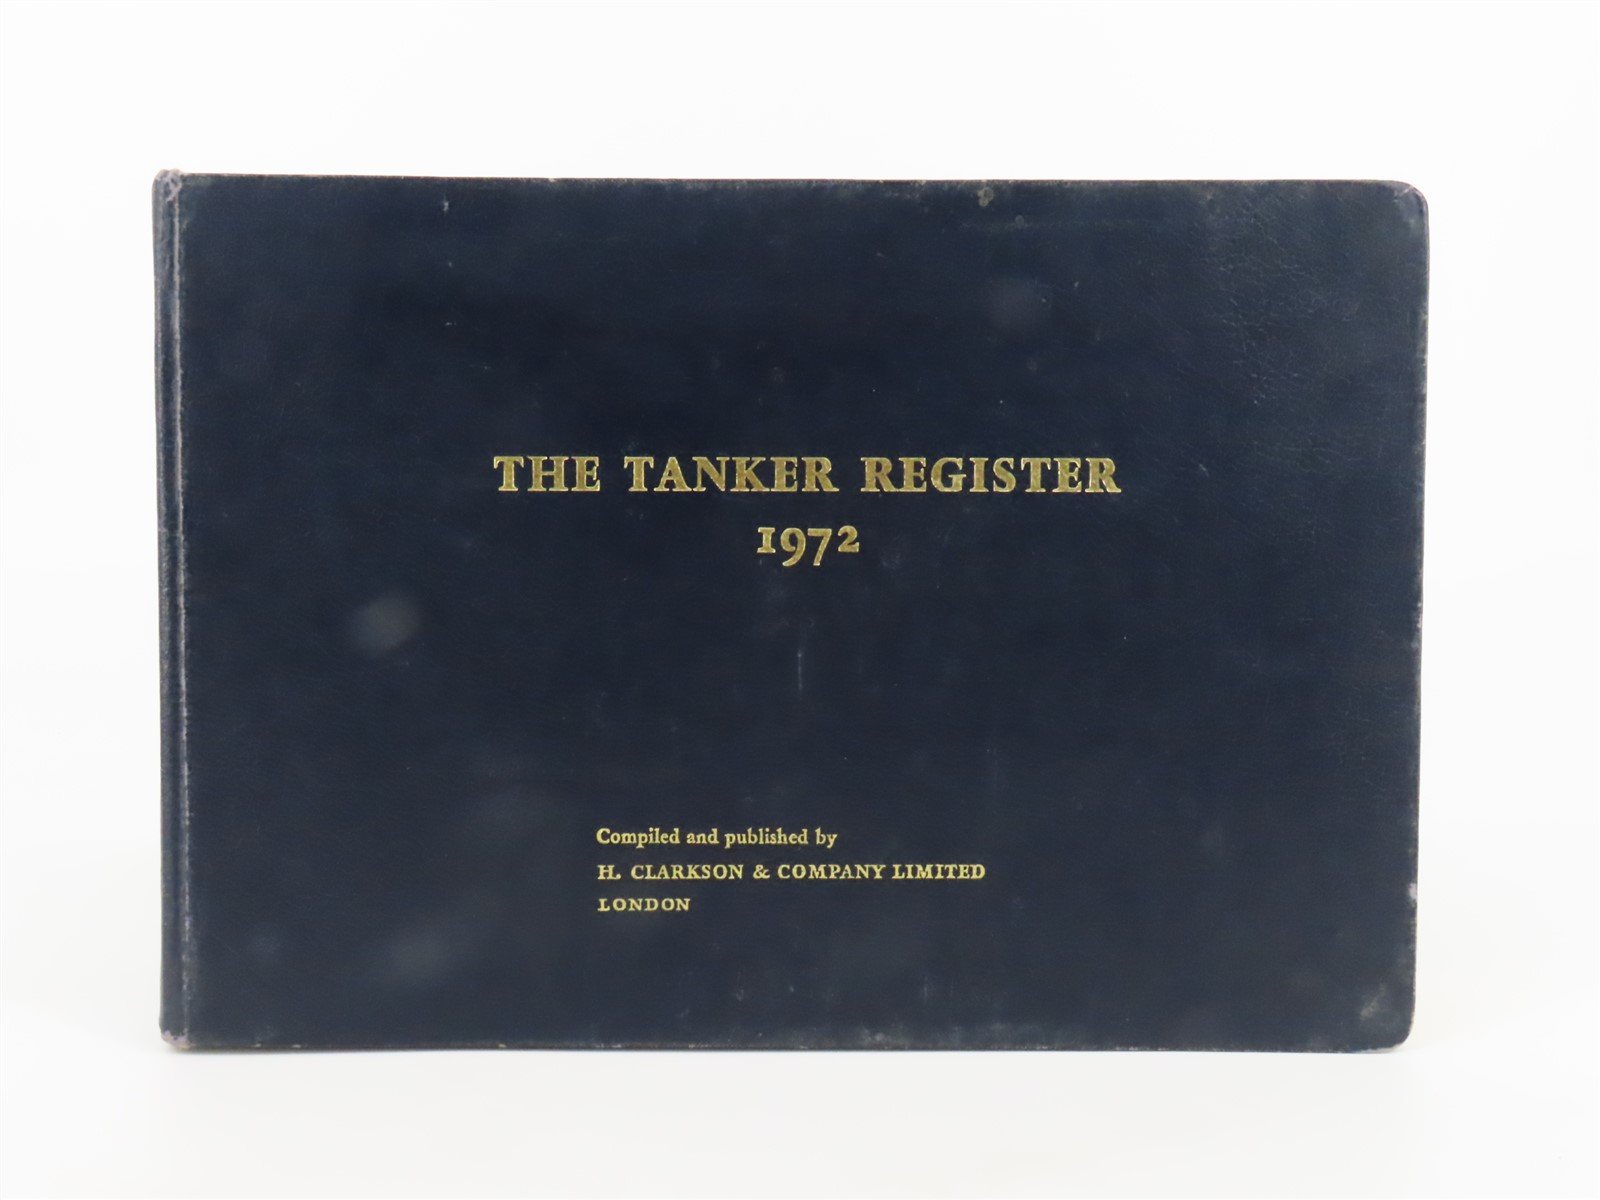 THE TANKER REGISTER
1972
Compiled and published by
H. CLARKSON & COMPANY LIMITED
LONDON